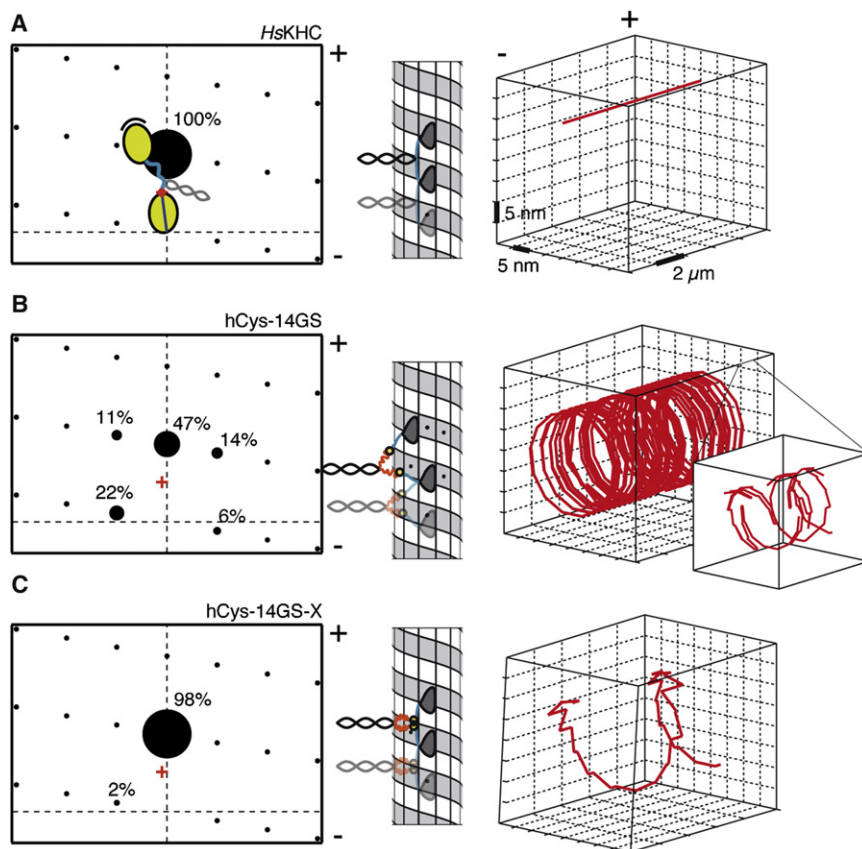 A
HsKHC
100%
+
-
-
+
5 nm
5 nm
2 µm
B
hCys-14GS
11%
47%
14%
22%
6%
+
-
C
hCys-14GS-X
98%
2%
+
-